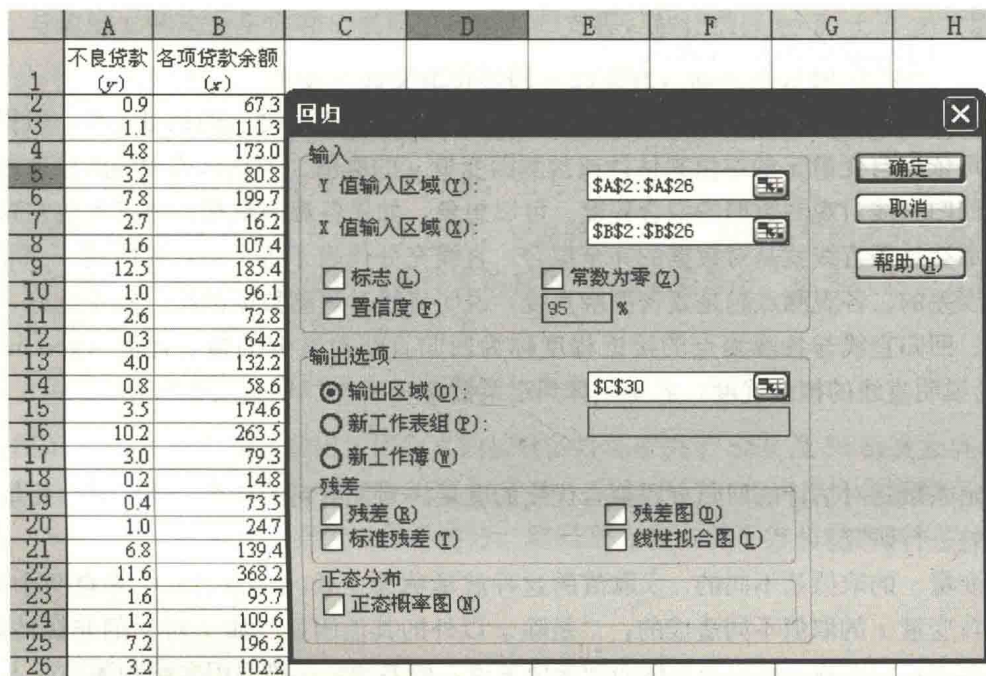 A B C D E F G H
不良贷款 各项贷款余额
1 (y) (x)
2 0.9 67.3
3 1.1 111.3
4 4.8 173.0
5 3.2 80.8
6 7.8 199.7
7 2.7 16.2
8 1.6 107.4
9 12.5 185.4
10 1.0 96.1
11 2.6 72.8
12 0.3 64.2
13 4.0 132.2
14 0.8 58.6
15 3.5 174.6
16 10.2 263.5
17 3.0 79.3
18 0.2 14.8
19 0.4 73.5
20 1.0 24.7
21 6.8 139.4
22 11.6 368.2
23 1.6 95.7
24 1.2 109.6
25 7.2 196.2
26 3.2 102.2
回归
输入
Y 值输入区域(Y): $A$2:$A$26
X 值输入区域(X): $B$2:$B$26
标志(L) 常数为零(Z)
置信度(F) 95 %
输出选项
输出区域(O): $C$30
新工作表组(P):
新工作薄(W)
残差
残差(R) 残差图(D)
标准残差(T) 线性拟合图(I)
正态分布
正态概率图(N)
确定
取消
帮助(H)